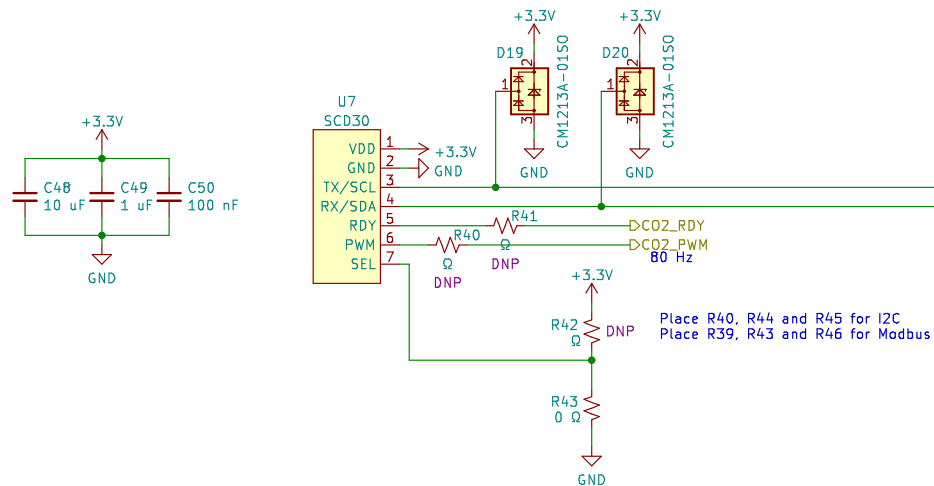 +3.3V
+3.3V
D19
2
1
3
CM1213A-01SO
GND
D20
2
1
3
CM1213A-01SO
GND
U7
SCD30
VDD 1
GND 2
TX/SCL 3
RX/SDA 4
RDY 5
PWM 6
SEL 7
+3.3V
GND
+3.3V
C48
10 uF
C49
1 uF
C50
100 nF
GND
R41
Ω
DNP
CO2_RDY
R40
Ω
DNP
CO2_PWM
80 Hz
+3.3V
R42
Ω
DNP
Place R40, R44 and R45 for I2C
Place R39, R43 and R46 for Modbus
R43
0 Ω
GND